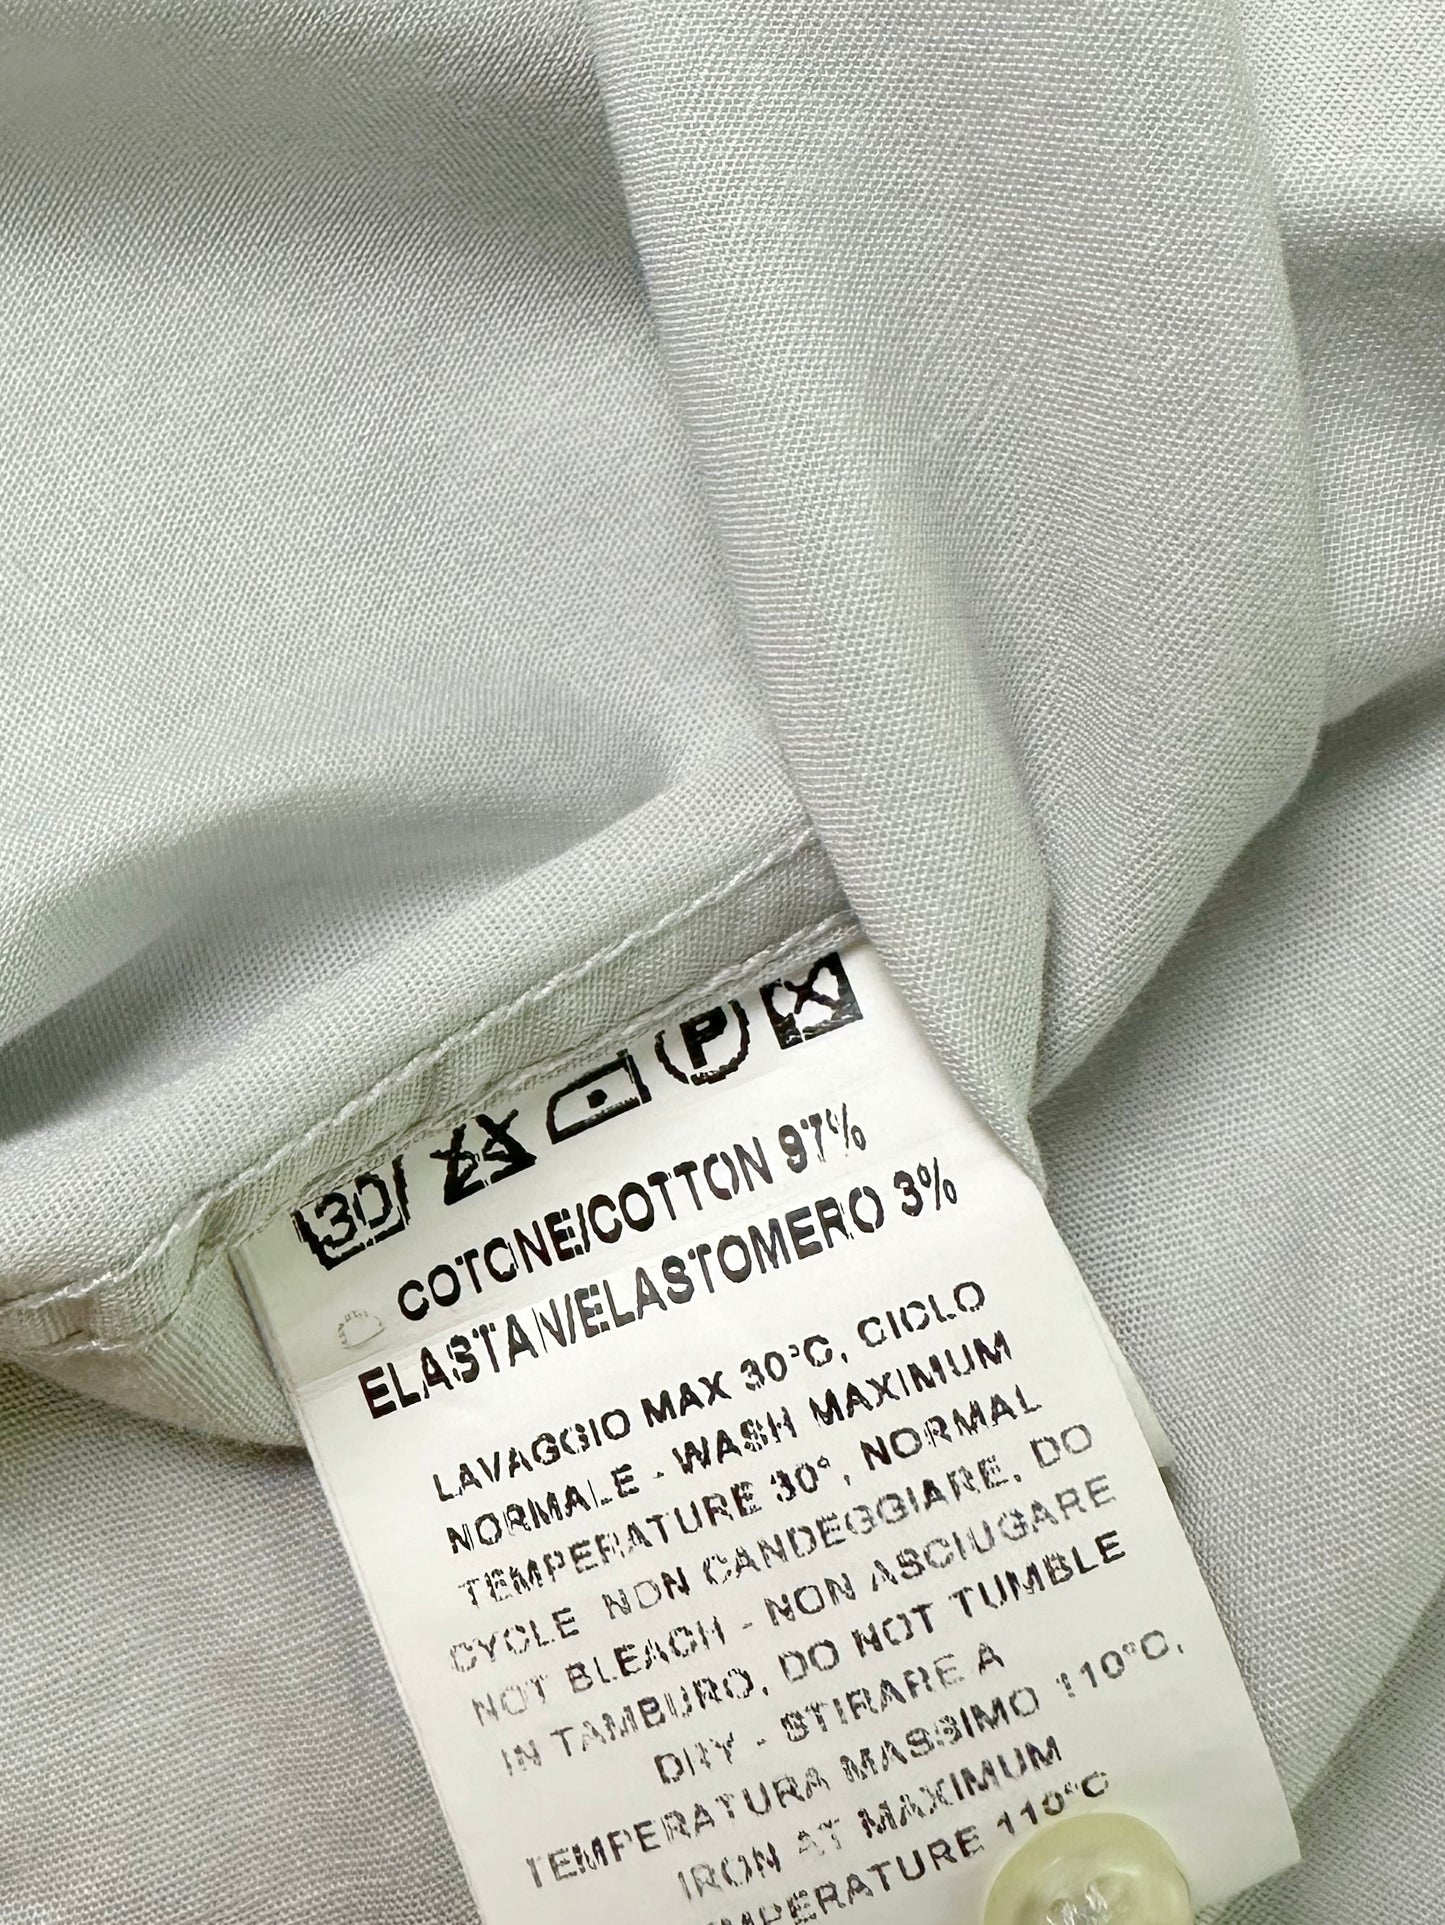 30 P
COTONE/COTTON 97%
ELASTAN/ELASTOMERO 3%
LAVAGGIO MAX 30°C, CICLO
NORMALE - WASH MAXIMUM
TEMPERATURE 30°, NORMAL
CYCLE NON CANDEGGIARE, DO
NOT BLEACH - NON ASCIUGARE
IN TAMBURO, DO NOT TUMBLE
DRY - STIRARE A
TEMPERATURA MASSIMO 110°C,
IRON AT MAXIMUM
MPERATURE 110°C